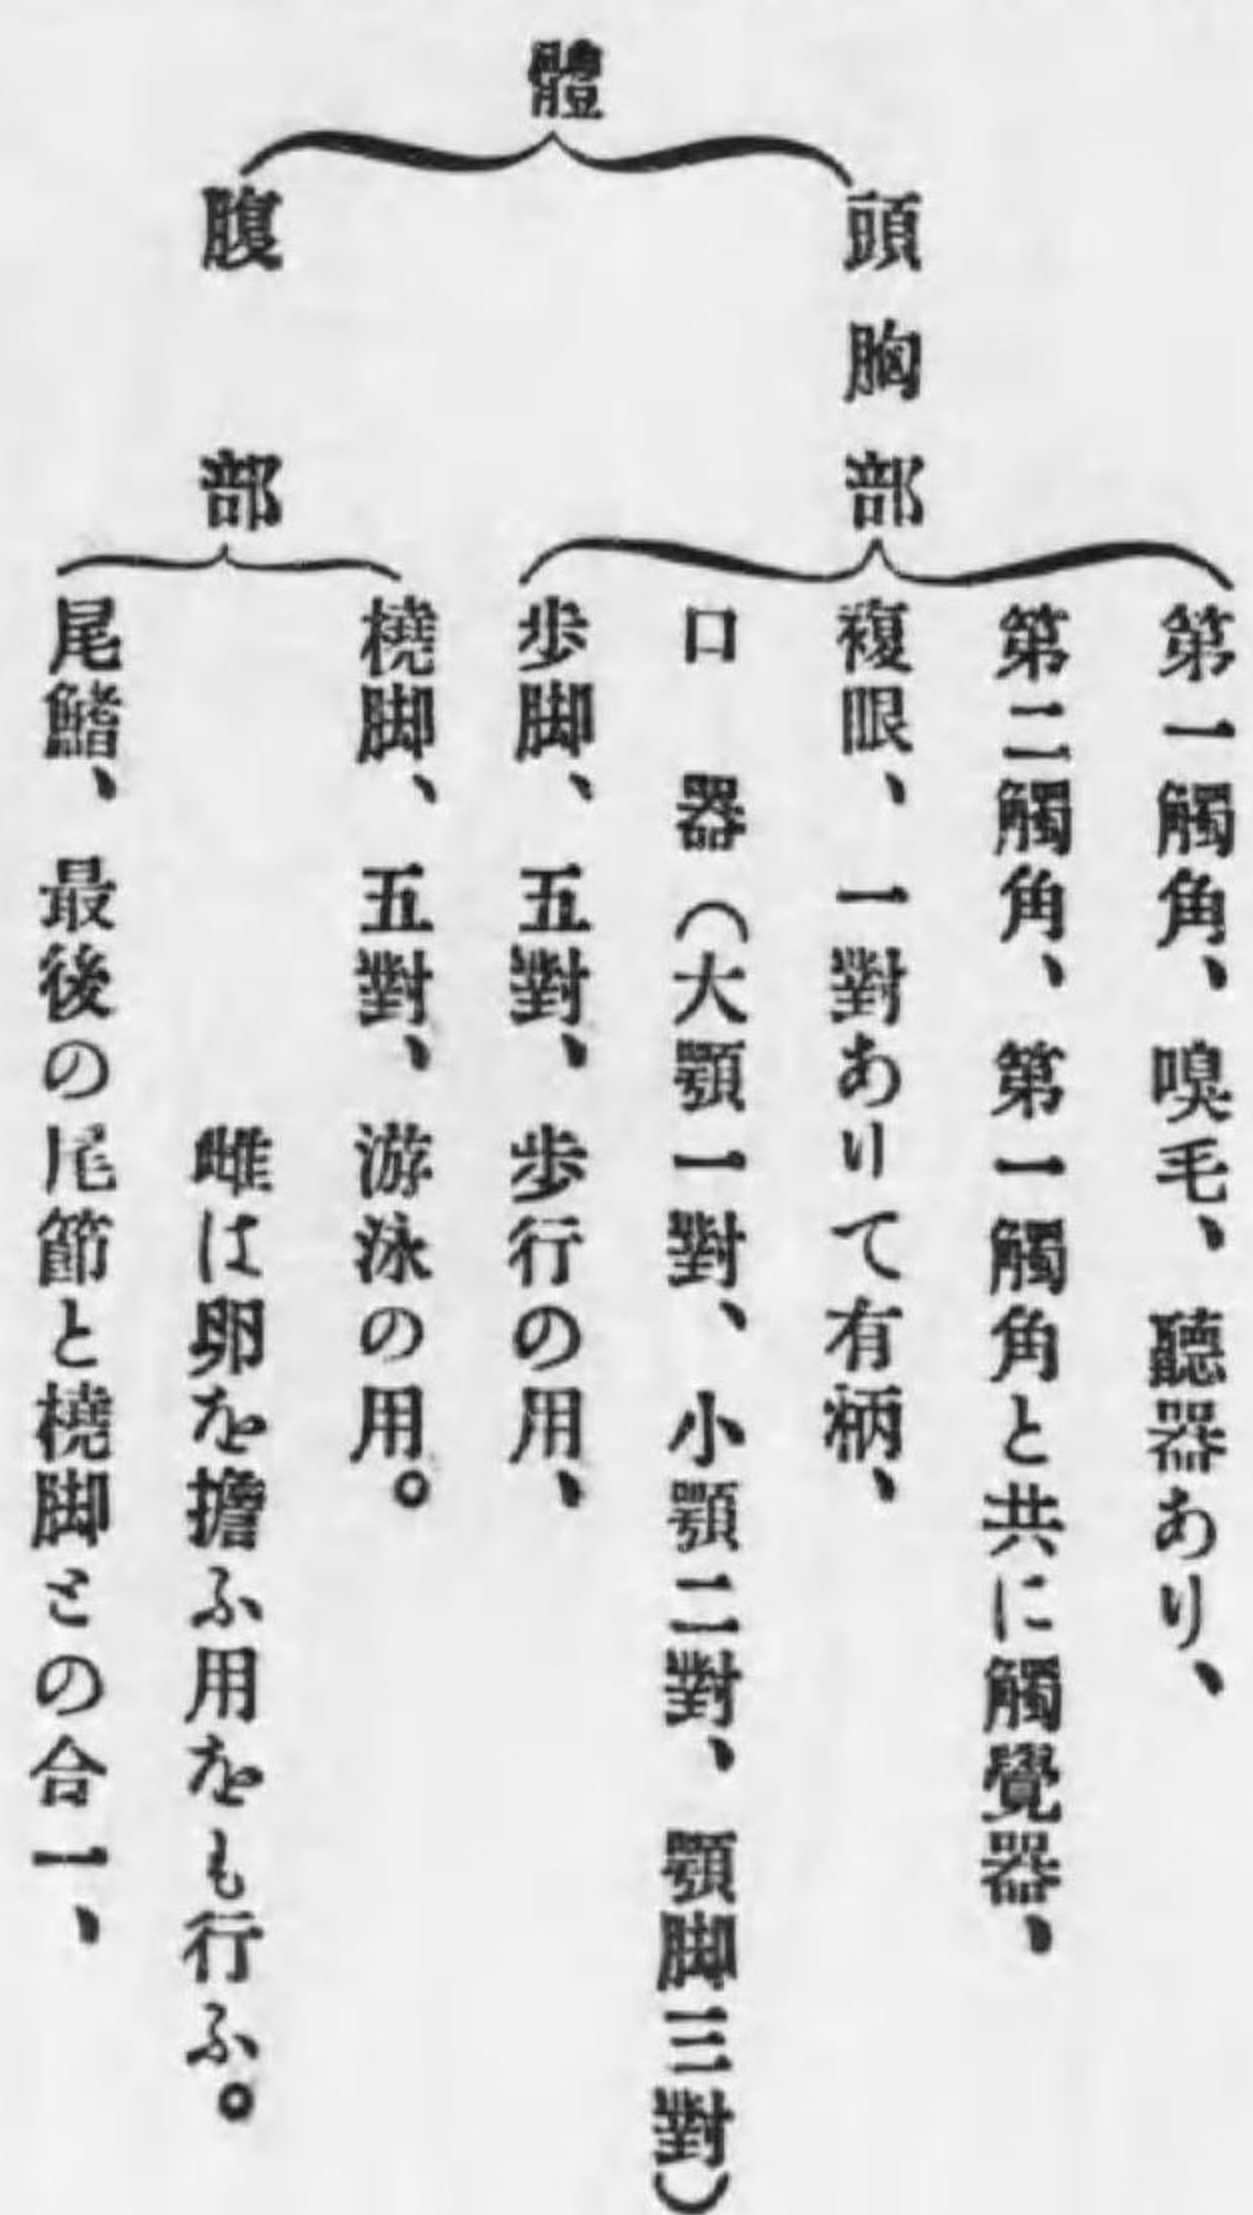 體
頭胸部
第一觸角、嗅毛、聽器あり、
第二觸角、第一觸角と共に觸覺器、
複眼、一對ありて有柄、
口器(大顎一對、小顎二對、顎脚三對)
歩脚、五對、歩行の用、
腹部
橈脚、五對、游泳の用。
雌は卵を擔ふ用をも行ふ。
尾鰭、最後の尾節と橈脚との合一、